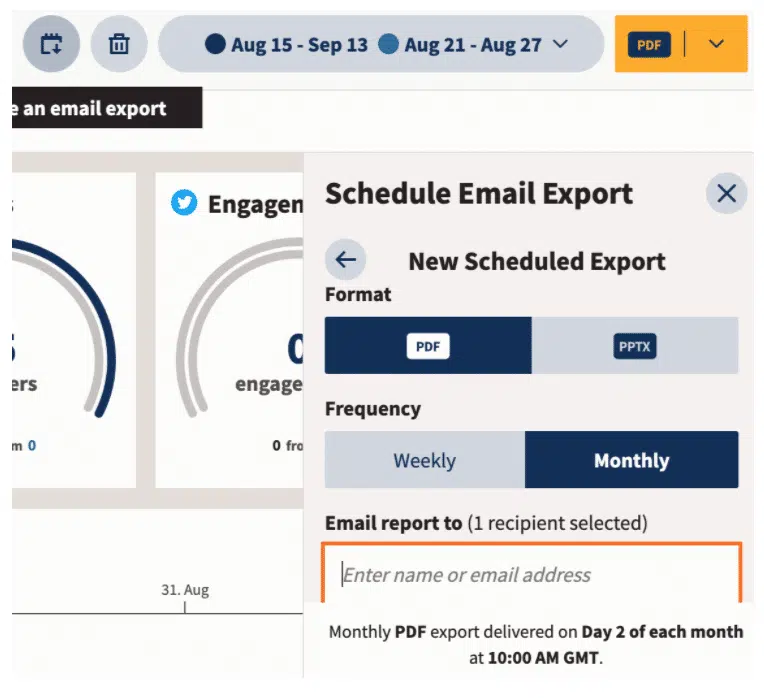 Aug 15 - Sep 13 Aug 21 - Aug 27
PDF
e an email export
Engagen
0
engage
0 fro
ers
m 0
31. Aug
Schedule Email Export
New Scheduled Export
Format
PDF
PPTX
Frequency
Weekly
Monthly
Email report to (1 recipient selected)
Enter name or email address
Monthly PDF export delivered on Day 2 of each month
at 10:00 AM GMT.